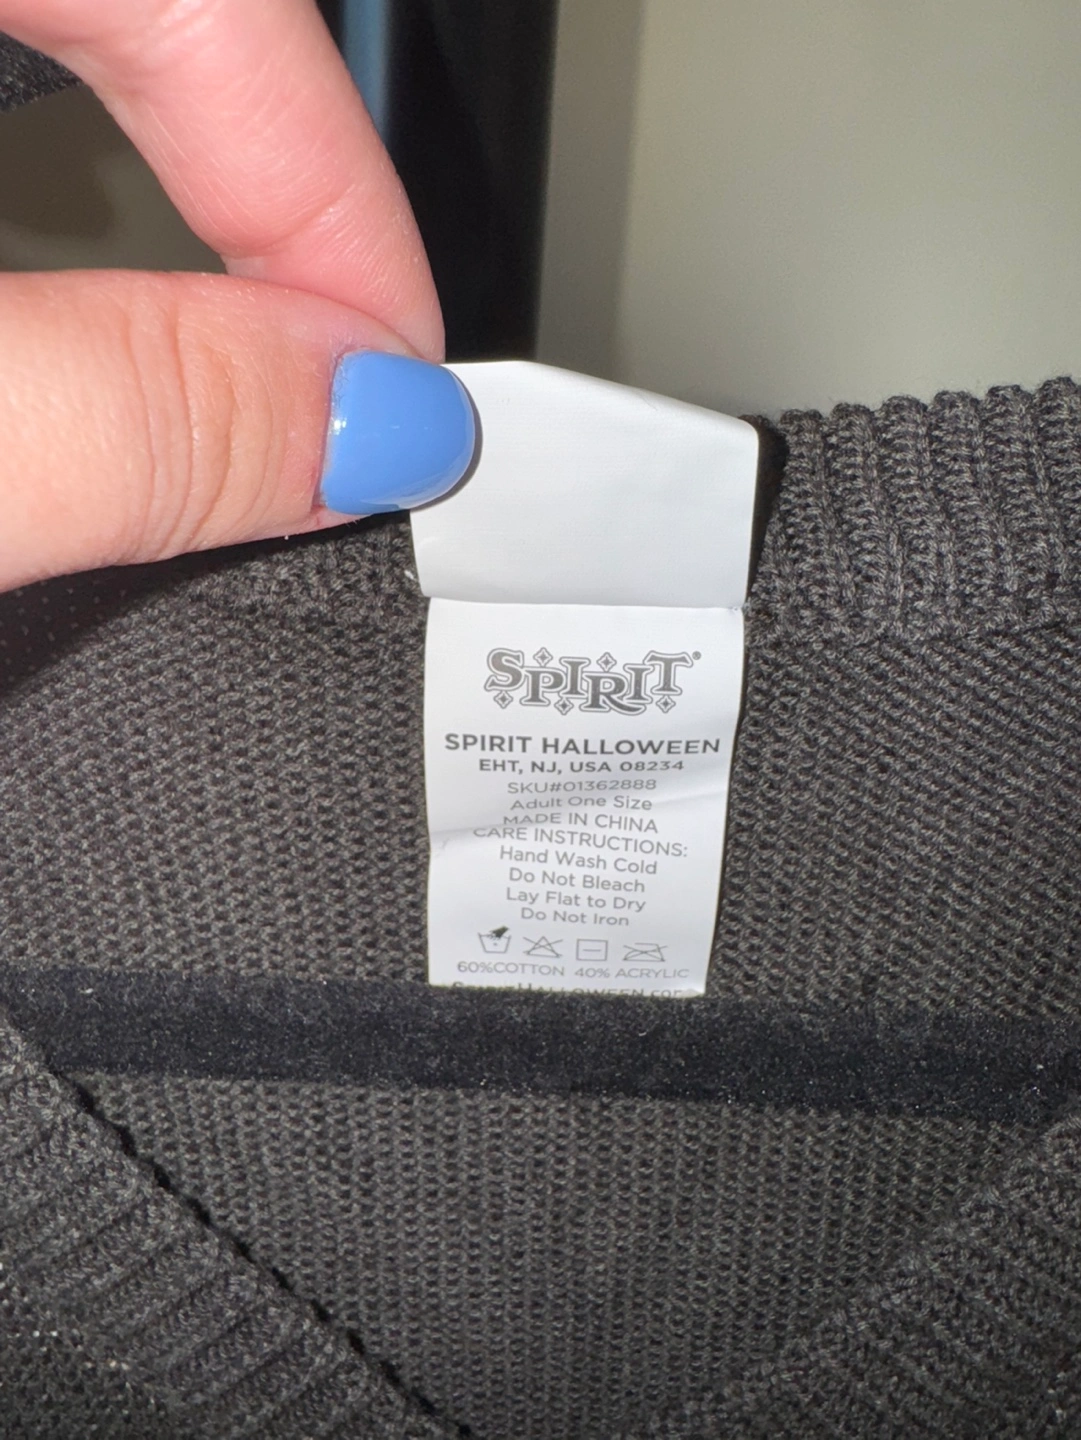 SPIRIT®
SPIRIT HALLOWEEN
EHT, NJ, USA 08234
SKU#01362888
Adult One Size
MADE IN CHINA
CARE INSTRUCTIONS:
Hand Wash Cold
Do Not Bleach
Lay Flat to Dry
Do Not Iron
60%COTTON 40% ACRYLIC